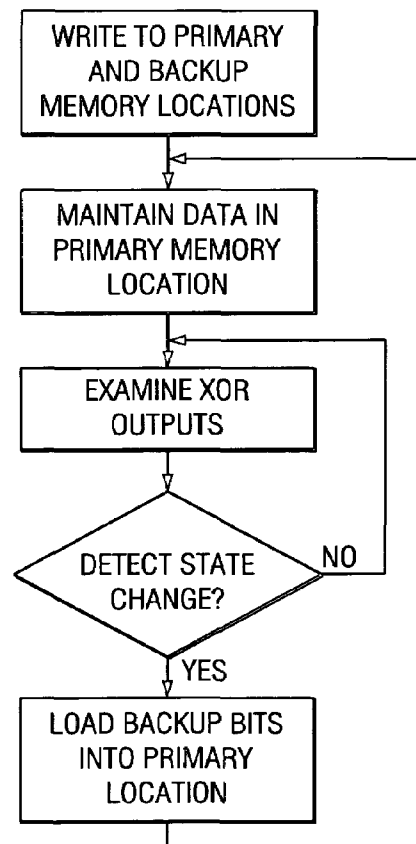 WRITE TO PRIMARY
AND BACKUP
MEMORY LOCATIONS
MAINTAIN DATA IN
PRIMARY MEMORY
LOCATION
EXAMINE XOR
OUTPUTS
DETECT STATE
CHANGE?
NO
YES
LOAD BACKUP BITS
INTO PRIMARY
LOCATION